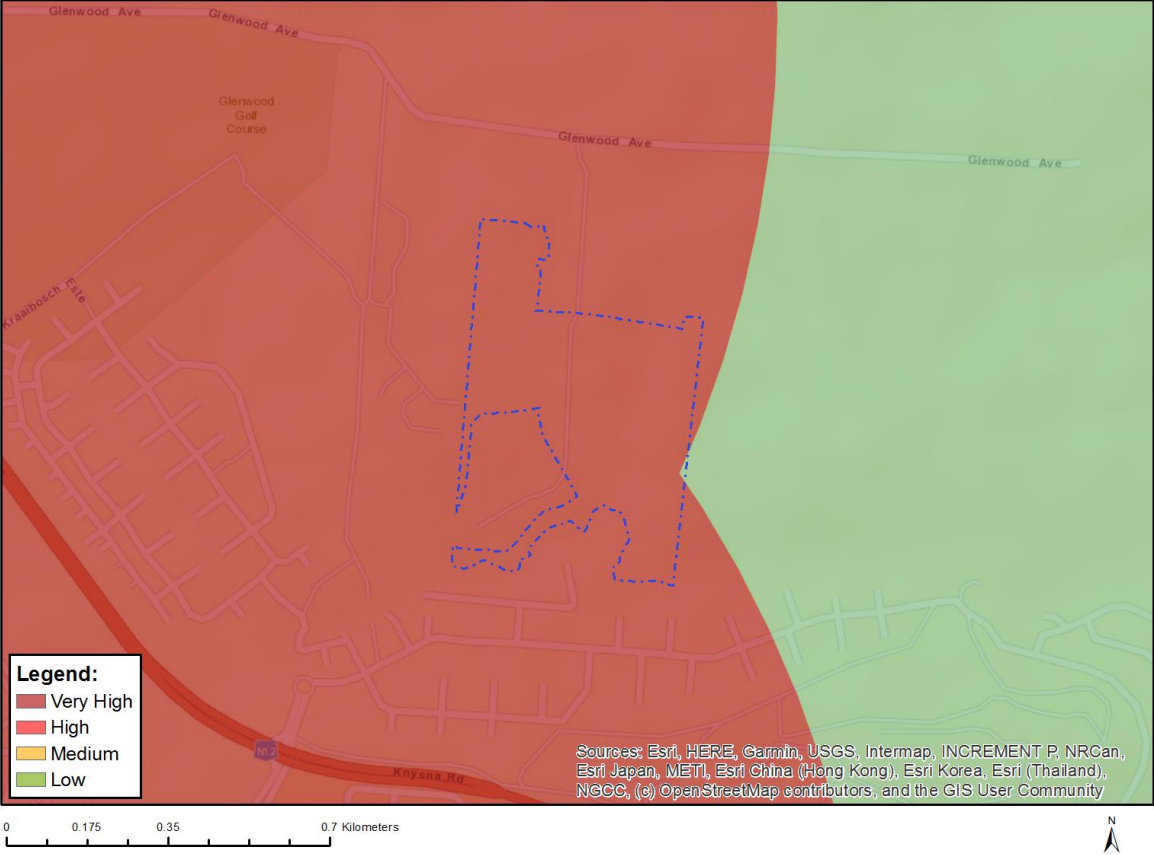 Glenwood Ave
Glenwood Ave
Glenwood
Golf
Course
Glenwood Ave
Glenwood Ave
Kraaibosch Este
Legend:
Very High
High
Medium
Low
N12
Knysna Rd
Sources: Esri, HERE, Garmin, USGS, Intermap, INCREMENT P, NRCan,
Esri Japan, METI, Esri China (Hong Kong), Esri Korea, Esri (Thailand),
NGCC, (c) OpenStreetMap contributors, and the GIS User Community
0 0.175 0.35 0.7 Kilometers
N